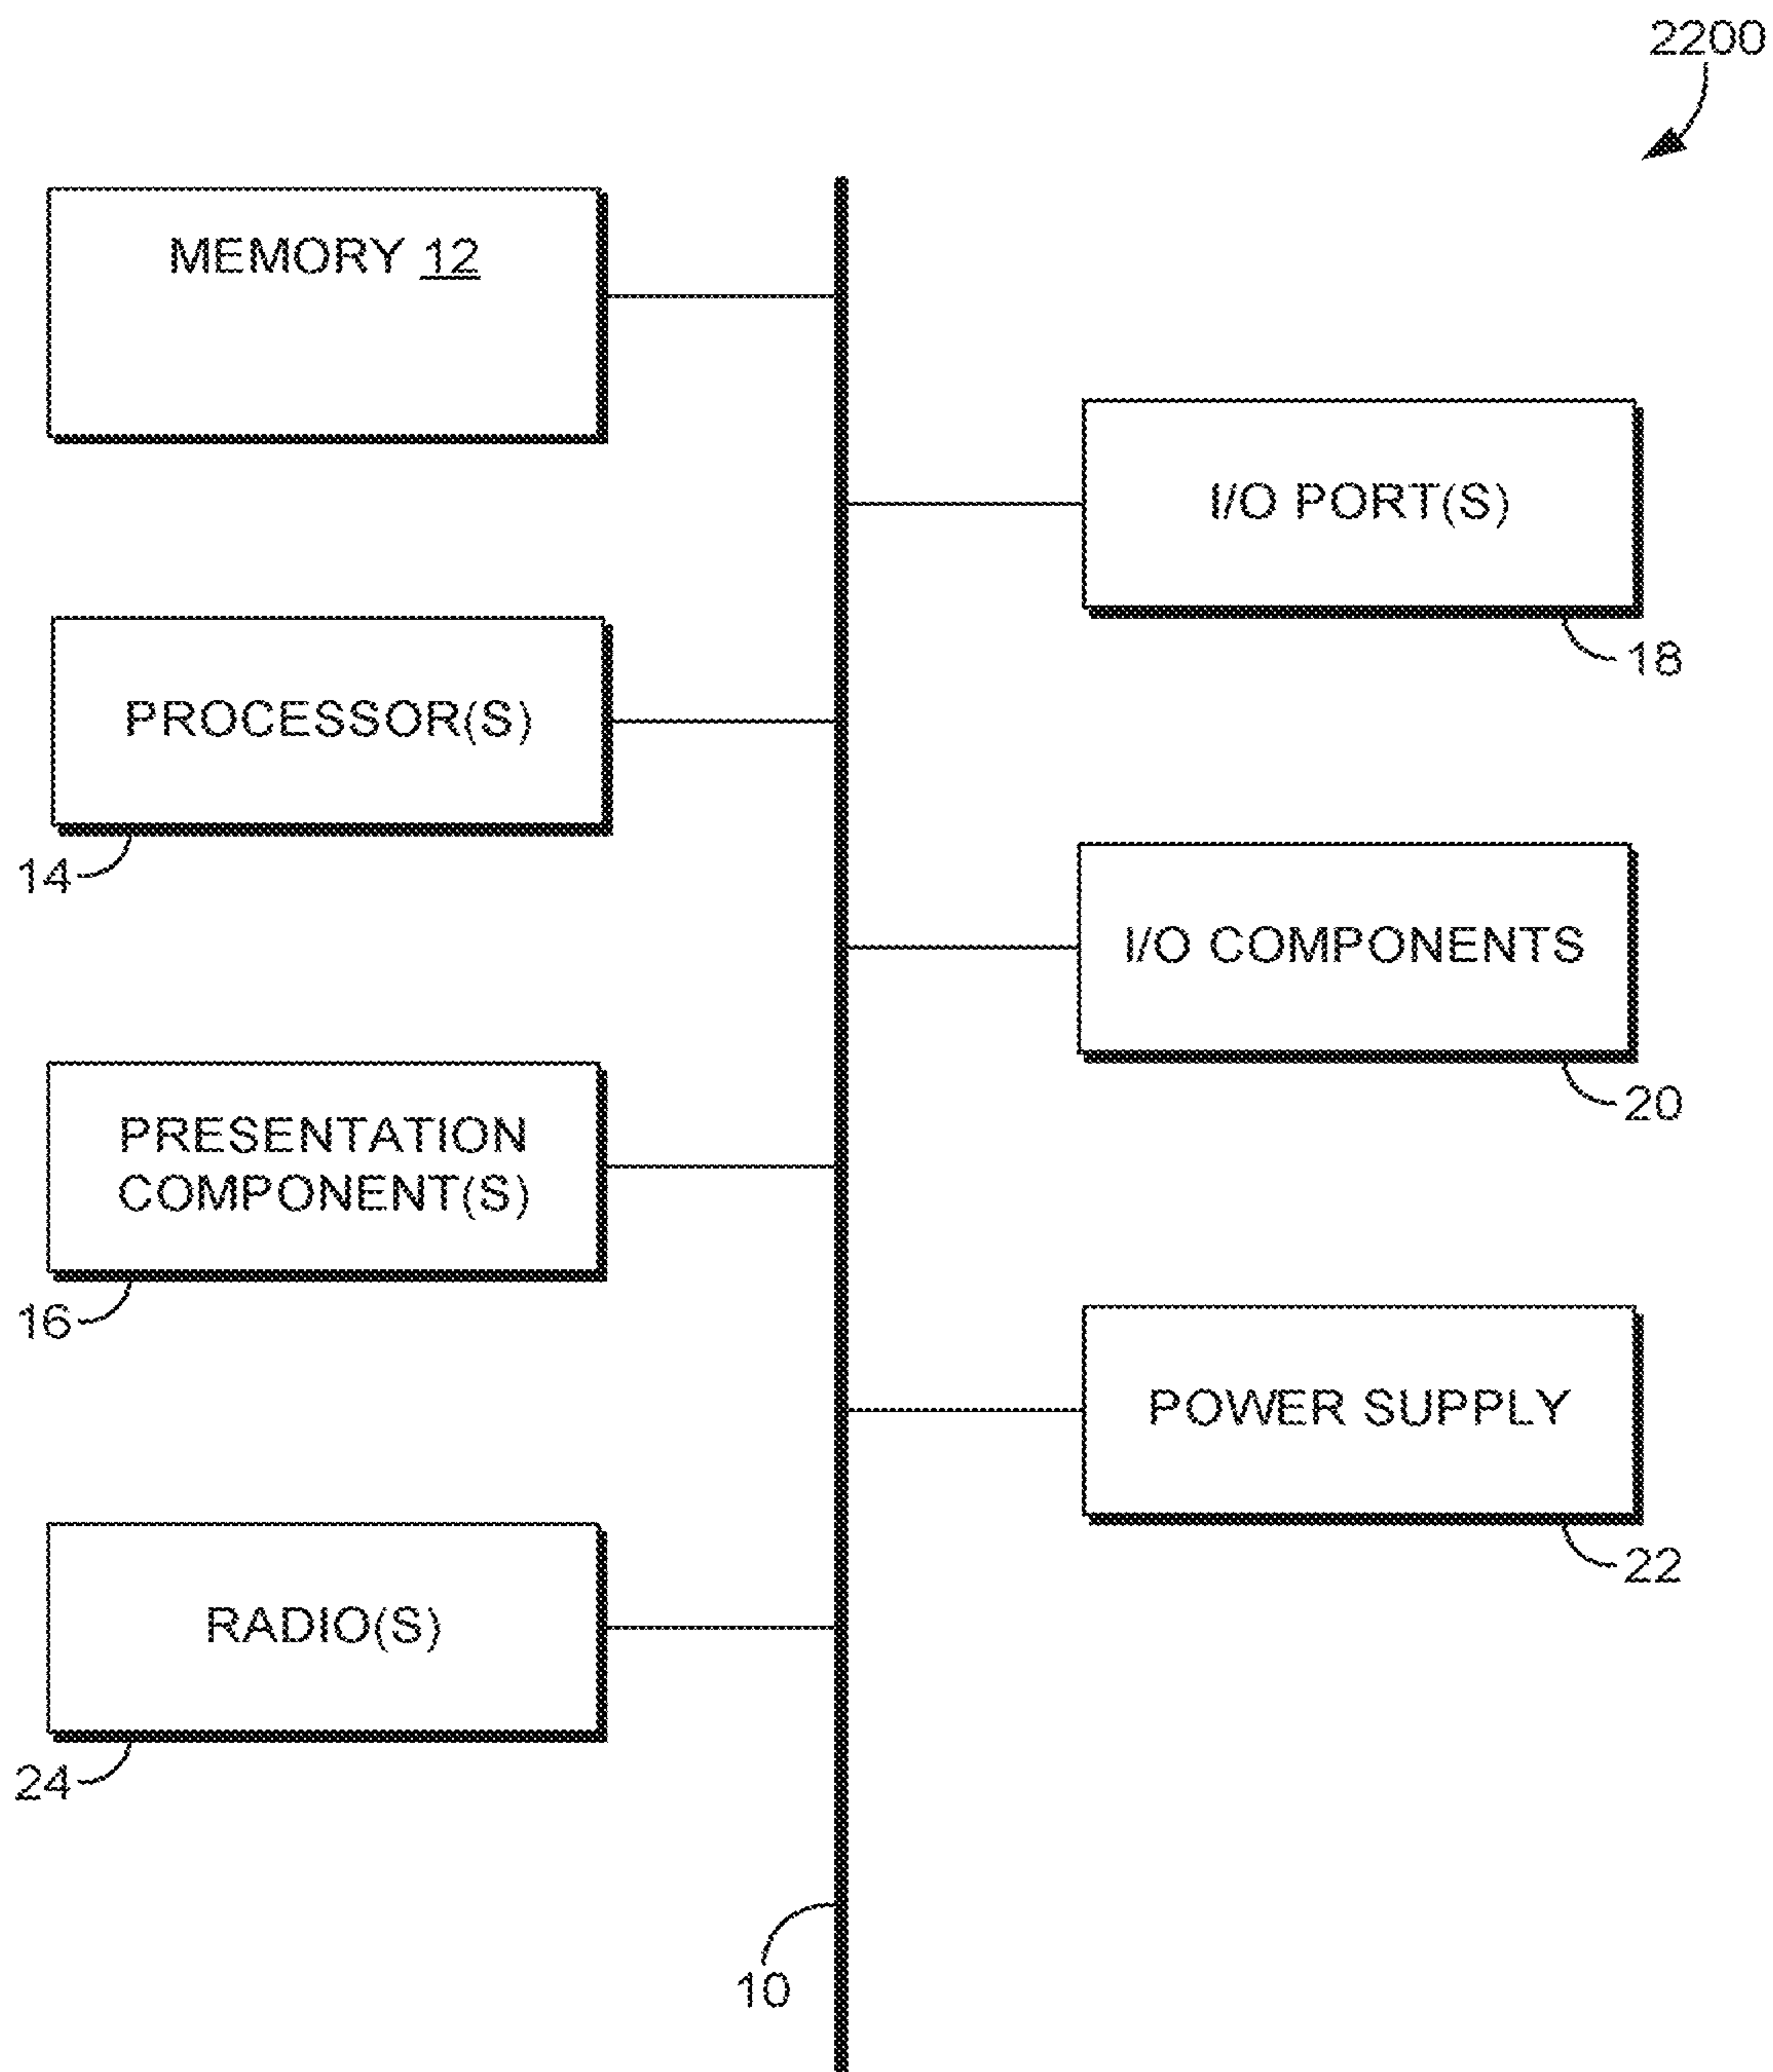 2200
MEMORY 12
I/O PORT(S)
18
PROCESSOR(S)
14
I/O COMPONENTS
20
PRESENTATION
COMPONENT(S)
16
POWER SUPPLY
22
RADIO(S)
24
10